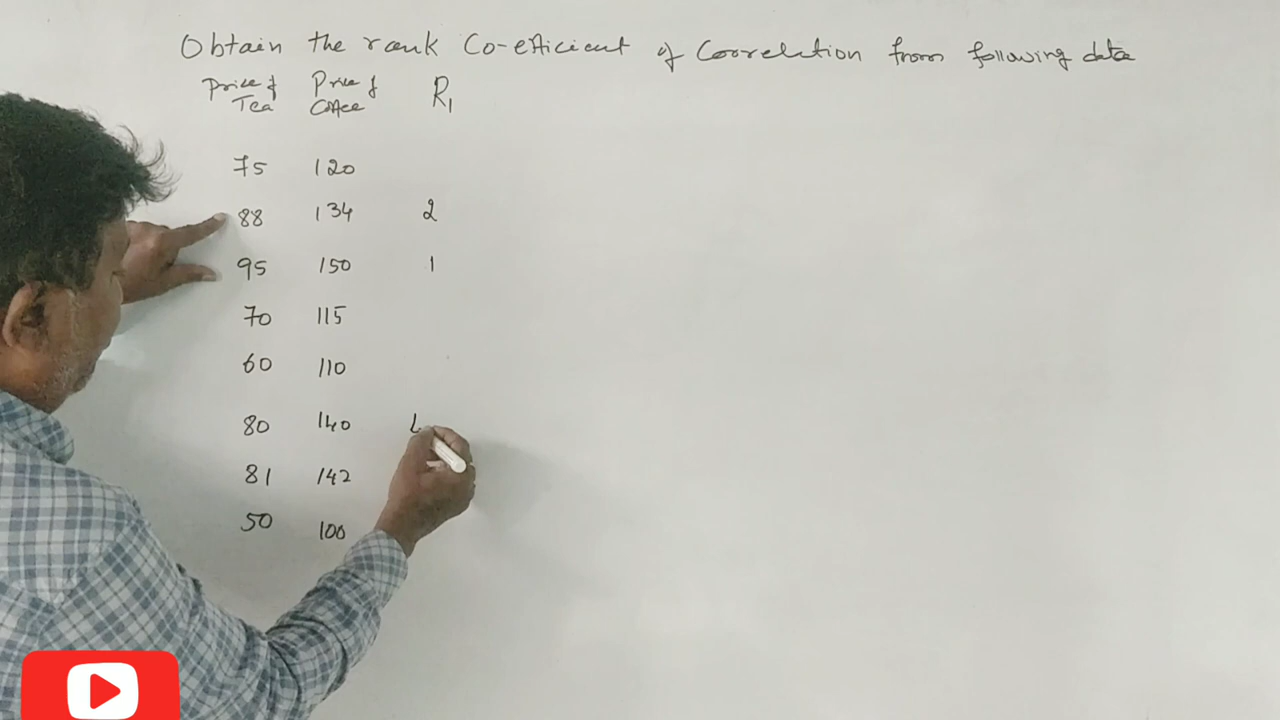 Obtain the rank Co-efficient of Correlation from following data
Price of Tea Price of Coffee R1
75 120
88 134 2
95 150 1
70 115
60 110
80 140
81 142
50 100